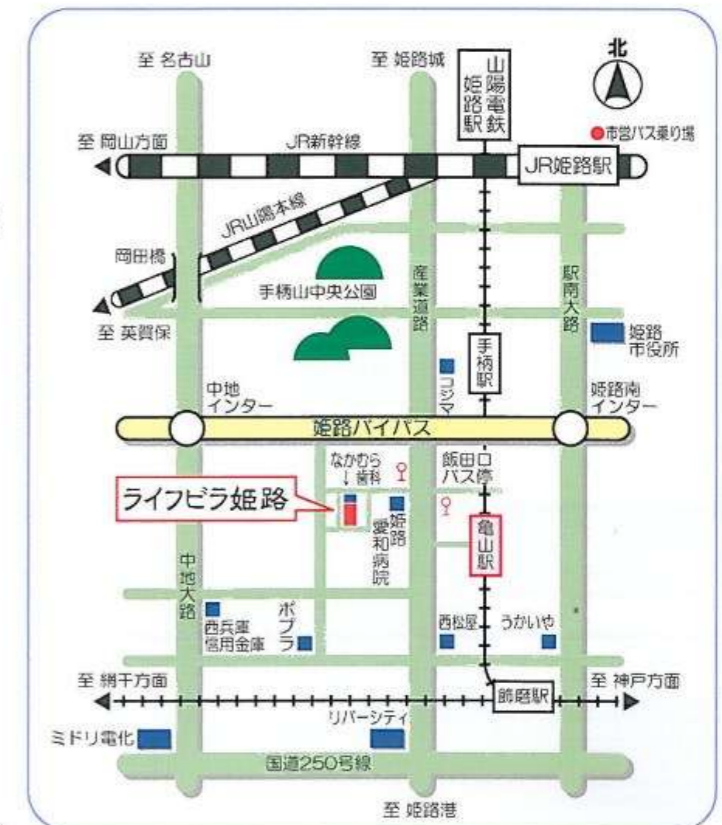 北
至 名古山
至 姫路城
山陽電鉄
姫路駅
●市営バス乗り場
至 岡山方面
JR新幹線
JR姫路駅
JR山陽本線
岡田橋
手柄山中央公園
産業道路
駅南大路
至 英賀保
手柄駅
姫路
市役所
コジマ
中地
インター
姫路南
インター
姫路バイパス
なかむら
↓歯科
飯田口
バス停
ライフビラ姫路
姫路
愛和病院
亀山駅
中地大路
西兵庫
信用金庫
ポプラ
西松屋
うかいや
至 網干方面
至 神戸方面
飾磨駅
リバーシティ
ミドリ電化
国道250号線
至 姫路港